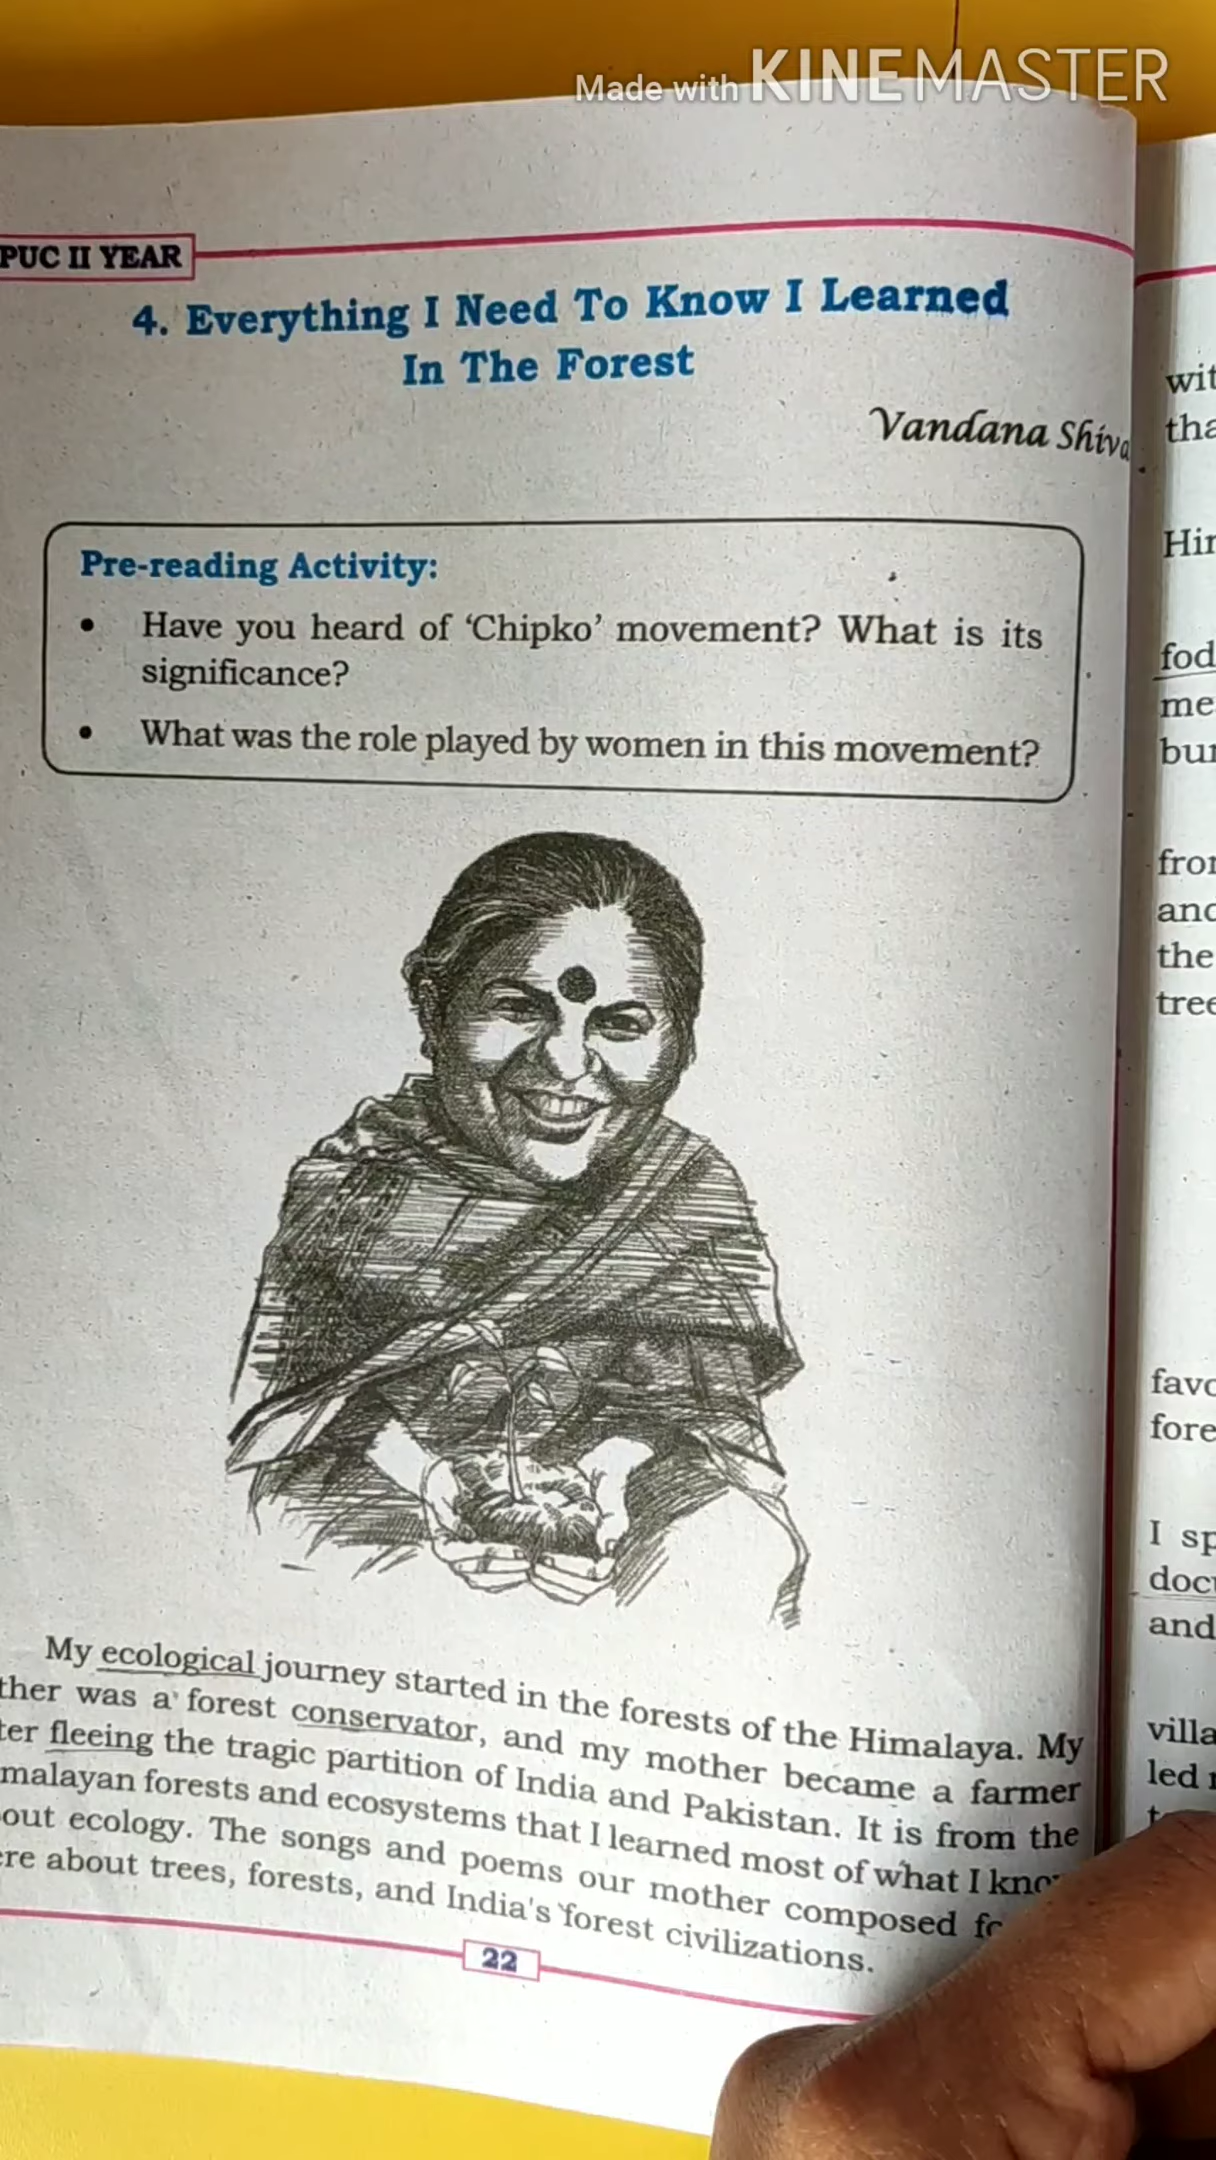 Made with KINEMASTER
PUC II YEAR
4. Everything I Need To Know I Learned
In The Forest
Vandana Shiva
Pre-reading Activity:
• Have you heard of ‘Chipko’ movement? What is its
significance?
• What was the role played by women in this movement?
My ecological journey started in the forests of the Himalaya. My
ther was a forest conservator, and my mother became a farmer
ter fleeing the tragic partition of India and Pakistan. It is from the
malayan forests and ecosystems that I learned most of what I kno
out ecology. The songs and poems our mother composed fo
ere about trees, forests, and India's forest civilizations.
22
wit
tha
Him
fod
me
bur
from
and
the
tree
favo
fore
I sp
docu
and
villa
led